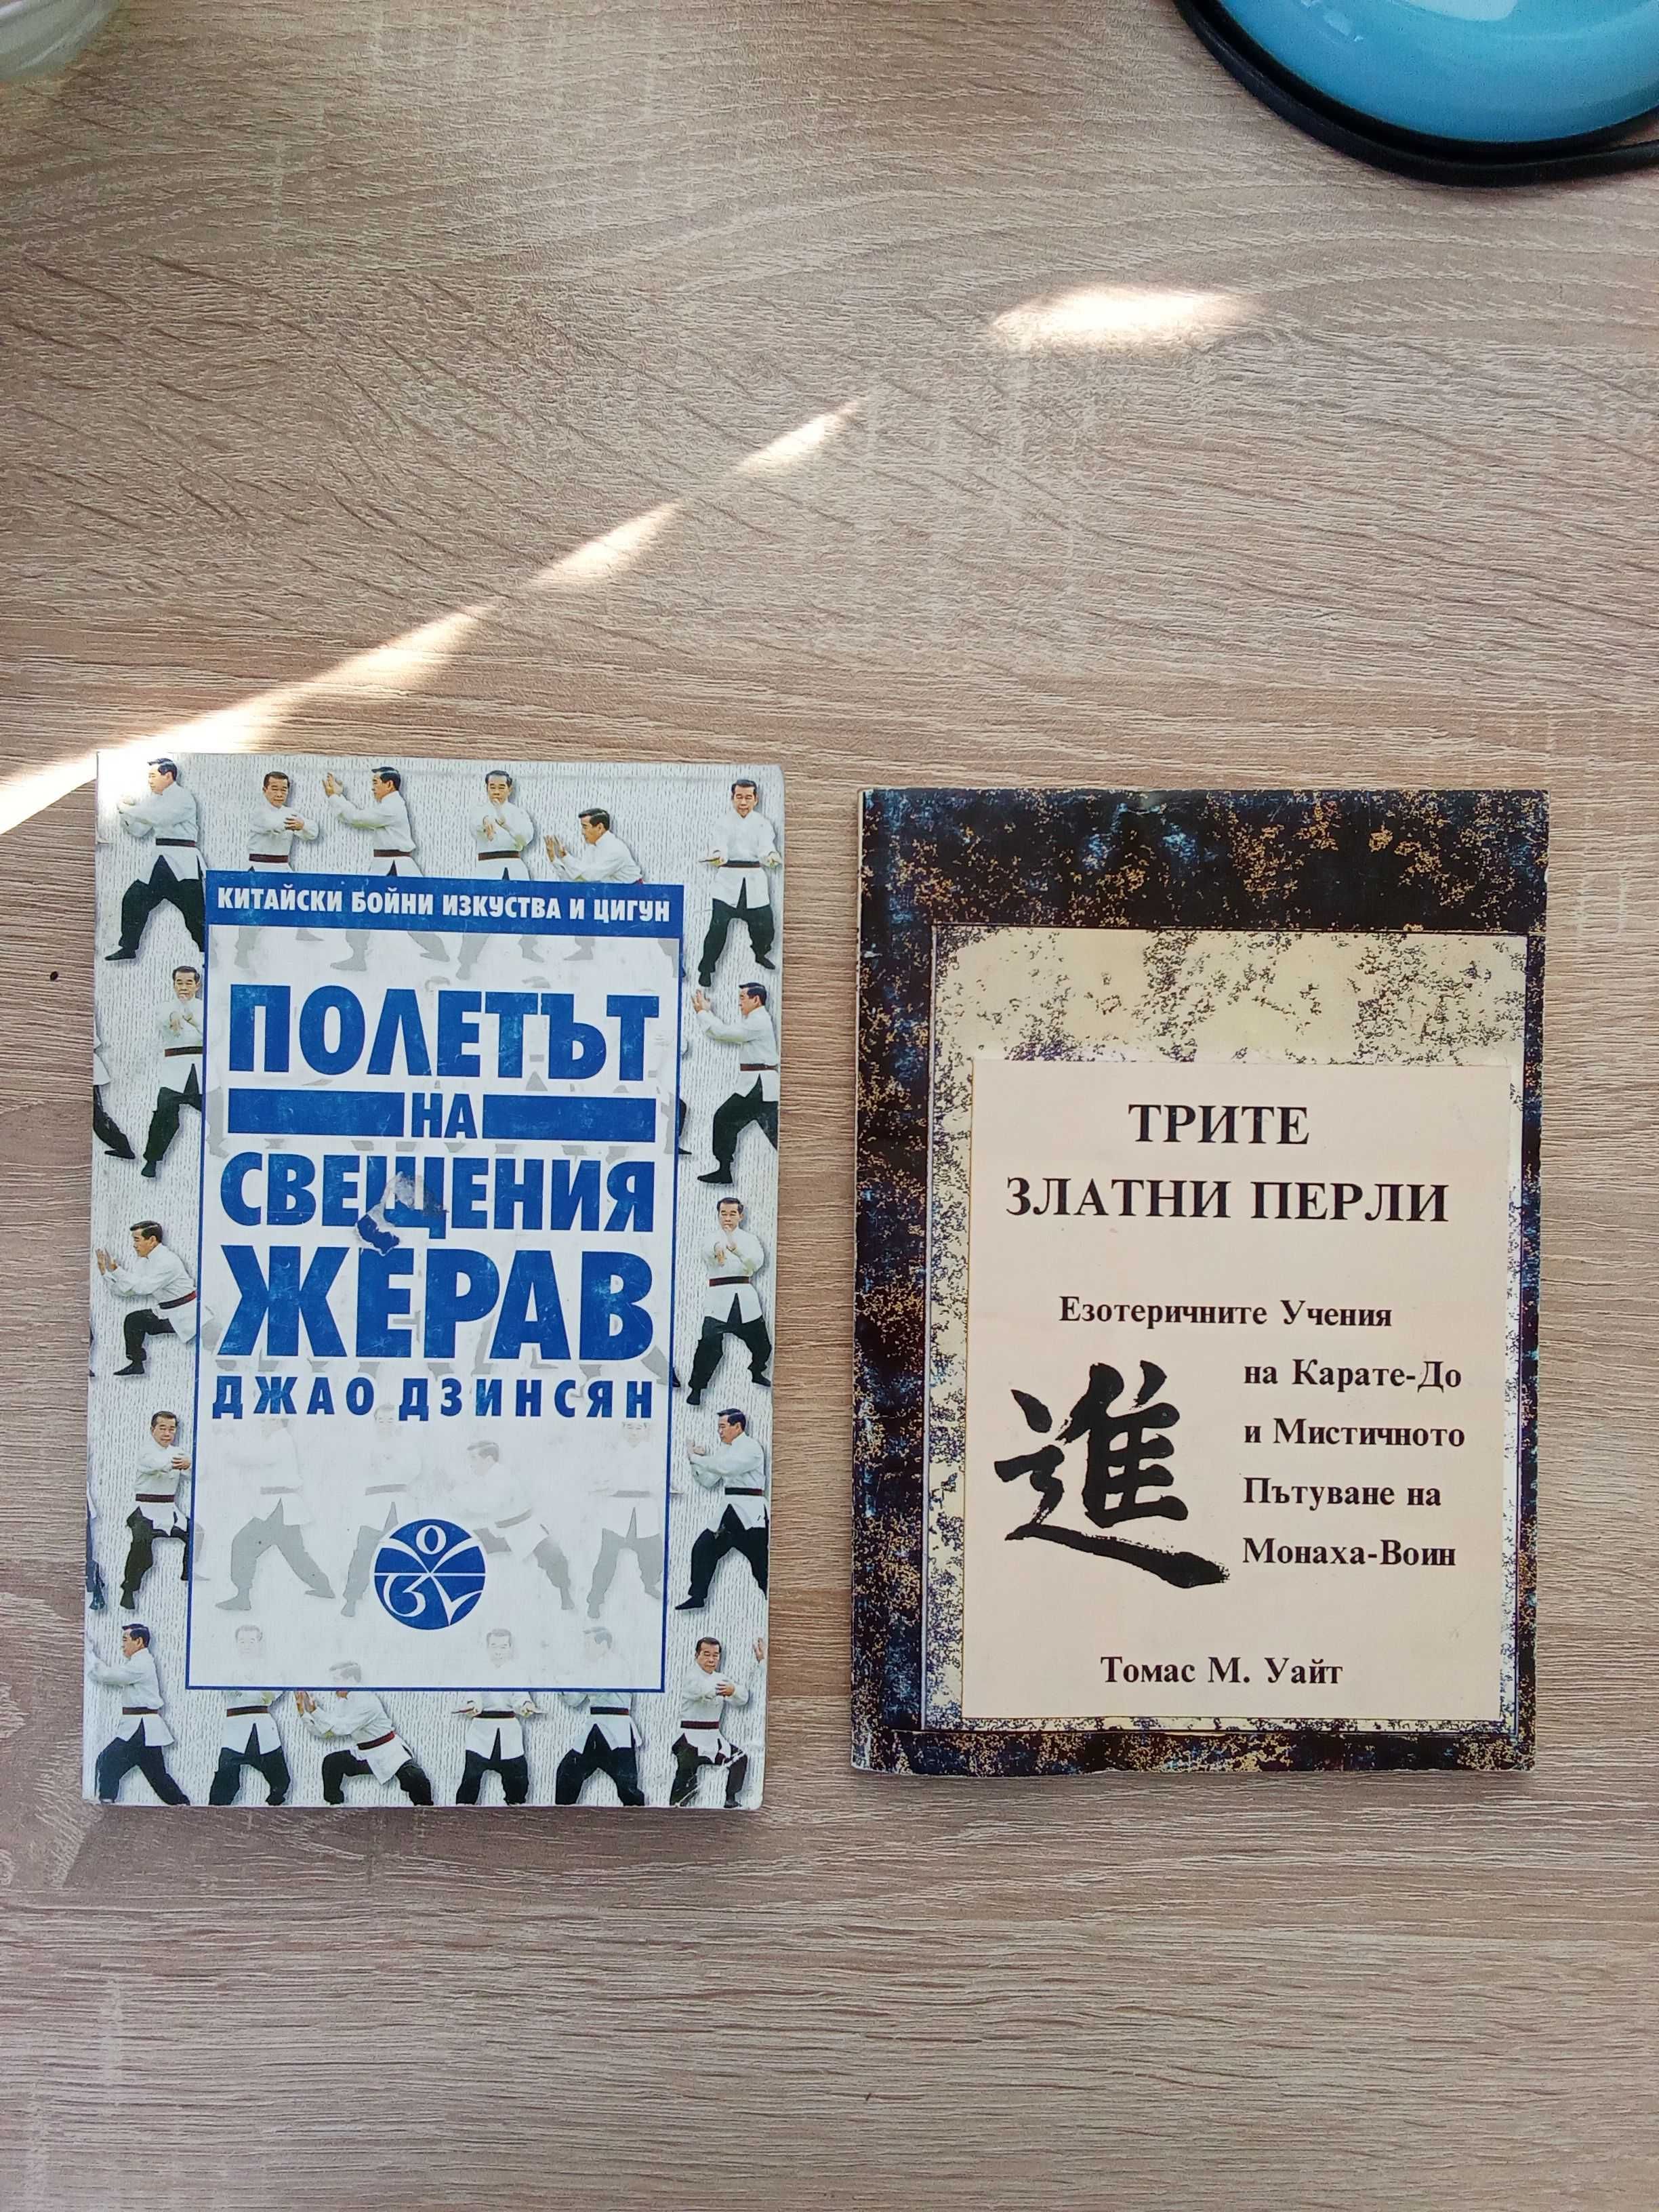 КИТАЙСКИ БОЙНИ ИЗКУСТВА И ЦИГУН
ПОЛЕТЪТ
НА
СВЕЩЕНИЯ
ЖЕРАВ
ДЖАО ДЗИНСЯН
ТРИТЕ
ЗЛАТНИ ПЕРЛИ
Езотеричните Учения
на Карате-До
и Мистичното
Пътуване на
Монаха-Воин
進
Томас М. Уайт